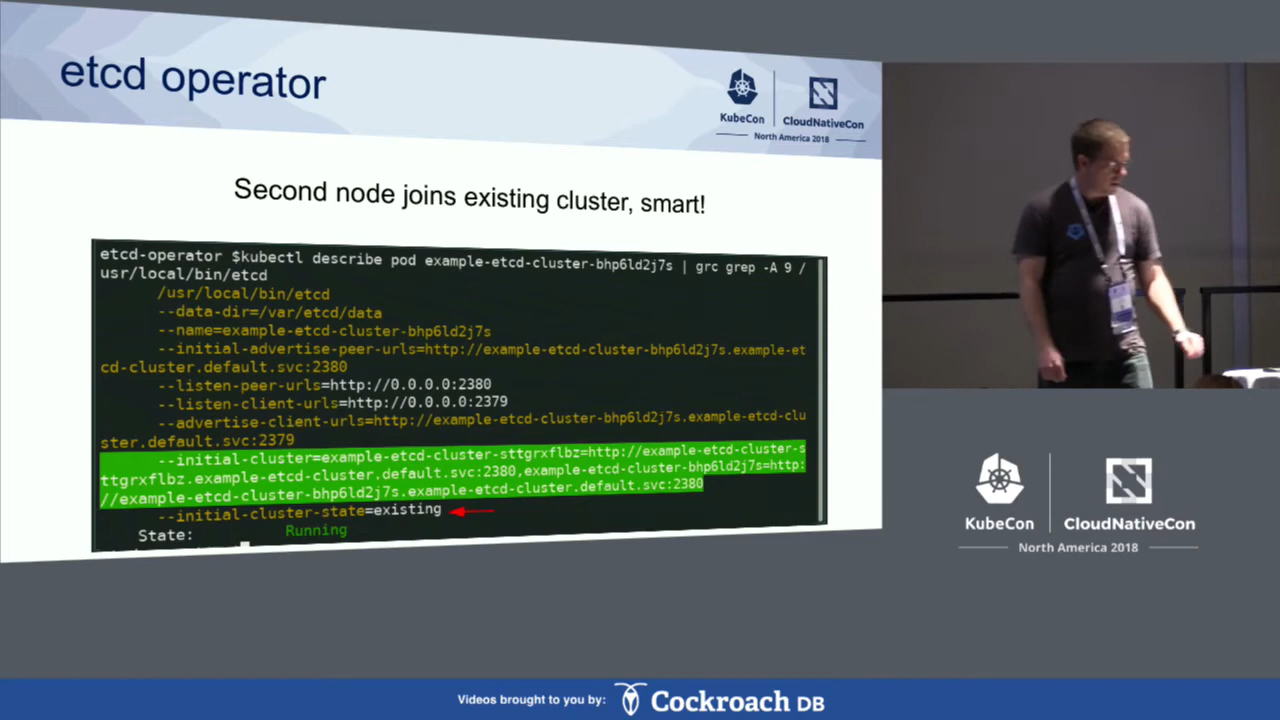 etcd operator
KubeCon
CloudNativeCon
North America 2018
Second node joins existing cluster, smart!
etcd-operator $kubectl describe pod example-etcd-cluster-bhp6ld2j7s | grc grep -A 9 /
usr/local/bin/etcd
/usr/local/bin/etcd
--data-dir=/var/etcd/data
--name=example-etcd-cluster-bhp6ld2j7s
--initial-advertise-peer-urls=http://example-etcd-cluster-bhp6ld2j7s.example-et
cd-cluster.default.svc:2380
--listen-peer-urls=http://0.0.0.0:2380
--listen-client-urls=http://0.0.0.0:2379
--advertise-client-urls=http://example-etcd-cluster-bhp6ld2j7s.example-etcd-clu
ster.default.svc:2379
--initial-cluster=example-etcd-cluster-sttgrxflbz=http://example-etcd-cluster-s
ttgrxflbz.example-etcd-cluster.default.svc:2380,example-etcd-cluster-bhp6ld2j7s=http:
//example-etcd-cluster-bhp6ld2j7s.example-etcd-cluster.default.svc:2380
--initial-cluster-state=existing
State: Running
KubeCon
CloudNativeCon
North America 2018
Videos brought to you by: Cockroach DB